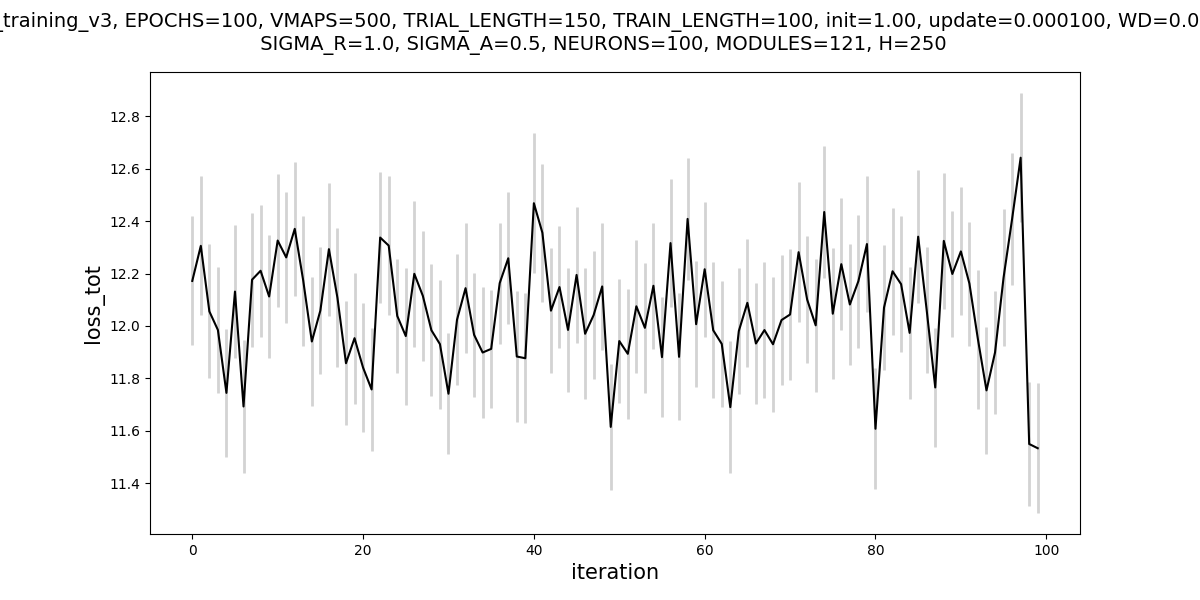 _training_v3, EPOCHS=100, VMAPS=500, TRIAL_LENGTH=150, TRAIN_LENGTH=100, init=1.00, update=0.000100, WD=0.0
SIGMA_R=1.0, SIGMA_A=0.5, NEURONS=100, MODULES=121, H=250
12.8
12.6
12.4
12.2
12.0
11.8
11.6
11.4
loss_tot
0 20 40 60 80 100
iteration